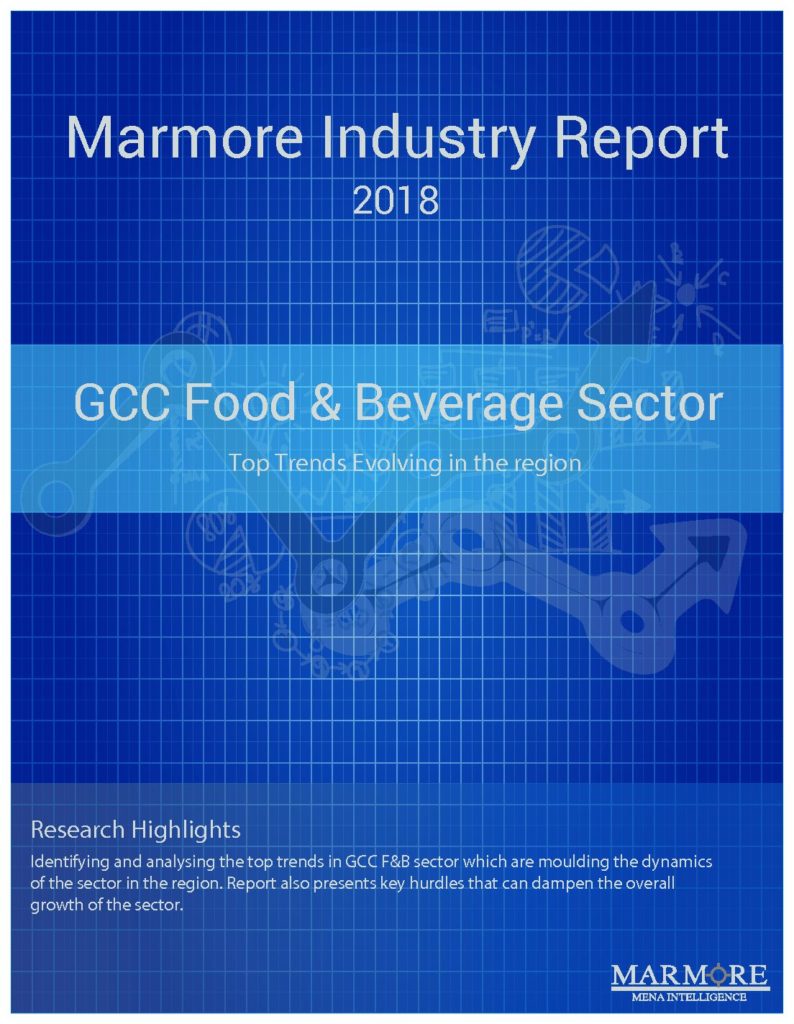 Marmore Industry Report
2018
GCC Food & Beverage Sector
Top Trends Evolving in the region
Research Highlights
Identifying and analysing the top trends in GCC F&B sector which are moulding the dynamics
of the sector in the region. Report also presents key hurdles that can dampen the overall
growth of the sector.
MARMORE
MENA INTELLIGENCE